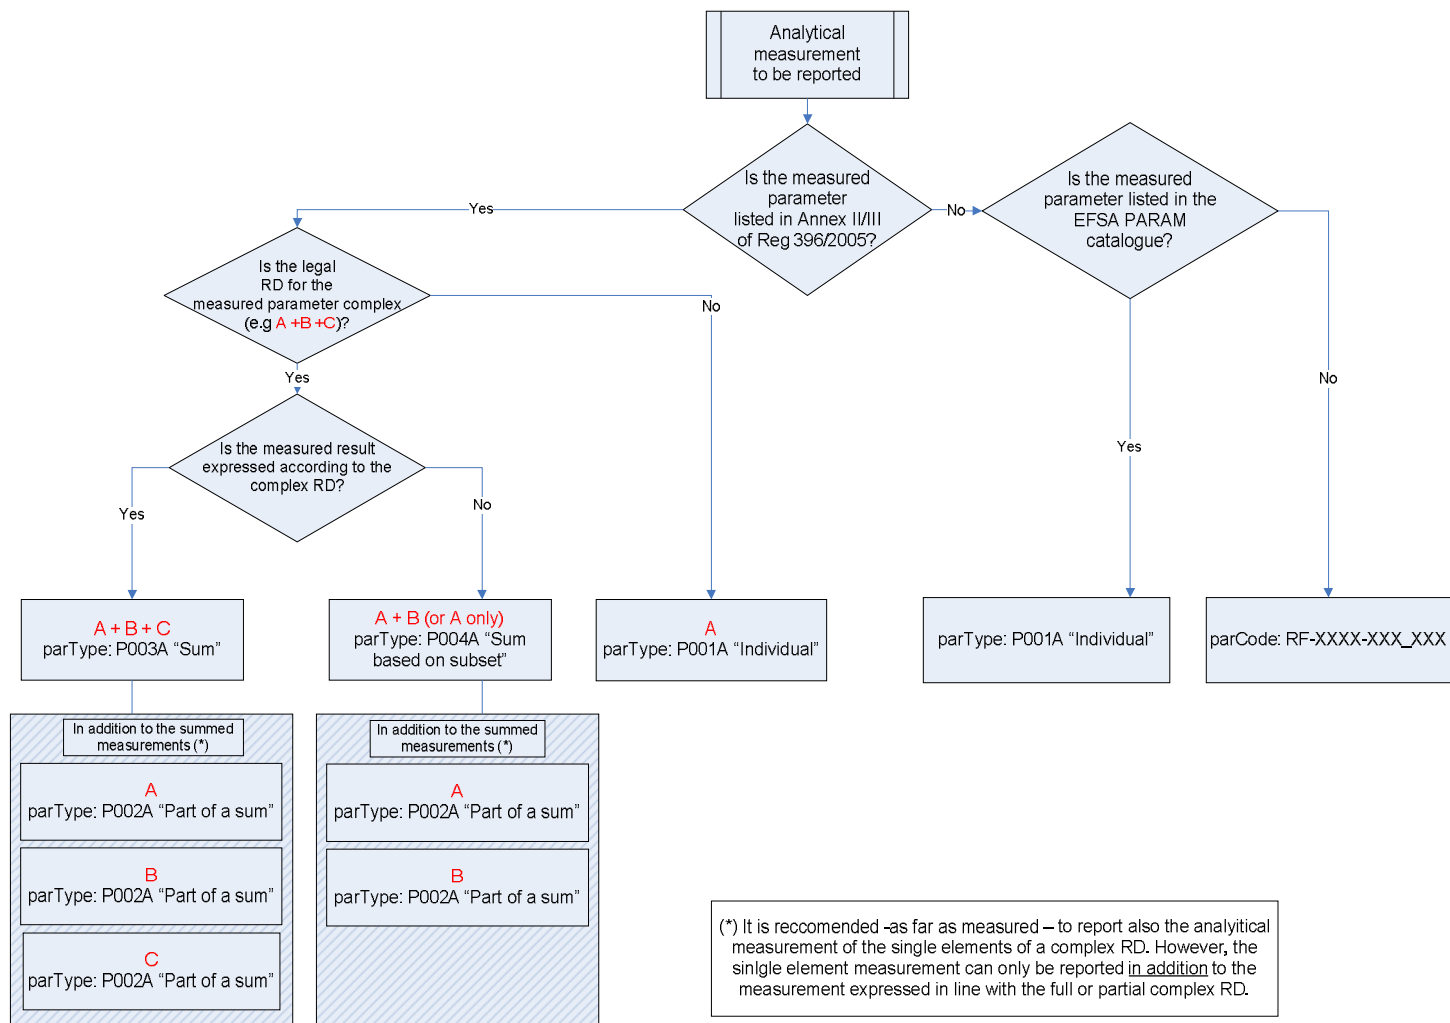 Analytical
measurement
to be reported
Is the measured
parameter
listed in Annex II/III
of Reg 396/2005?
Yes
No
Is the measured
parameter listed in the
EFSA PARAM
catalogue?
Is the legal
RD for the
measured parameter complex
(e.g A +B +C)?
No
Yes
No
Is the measured result
expressed according to the
complex RD?
Yes
Yes
No
A + B + C
parType: P003A “Sum”
A + B (or A only)
parType: P004A “Sum
based on subset”
A
parType: P001A “Individual”
parType: P001A “Individual”
parCode: RF-XXXX-XXX_XXX
In addition to the summed
measurements (*)
A
parType: P002A “Part of a sum”
B
parType: P002A “Part of a sum”
C
parType: P002A “Part of a sum”
In addition to the summed
measurements (*)
A
parType: P002A “Part of a sum”
B
parType: P002A “Part of a sum”
(*) It is reccomended -as far as measured – to report also the analyitical
measurement of the single elements of a complex RD. However, the
sinlgle element measurement can only be reported in addition to the
measurement expressed in line with the full or partial complex RD.